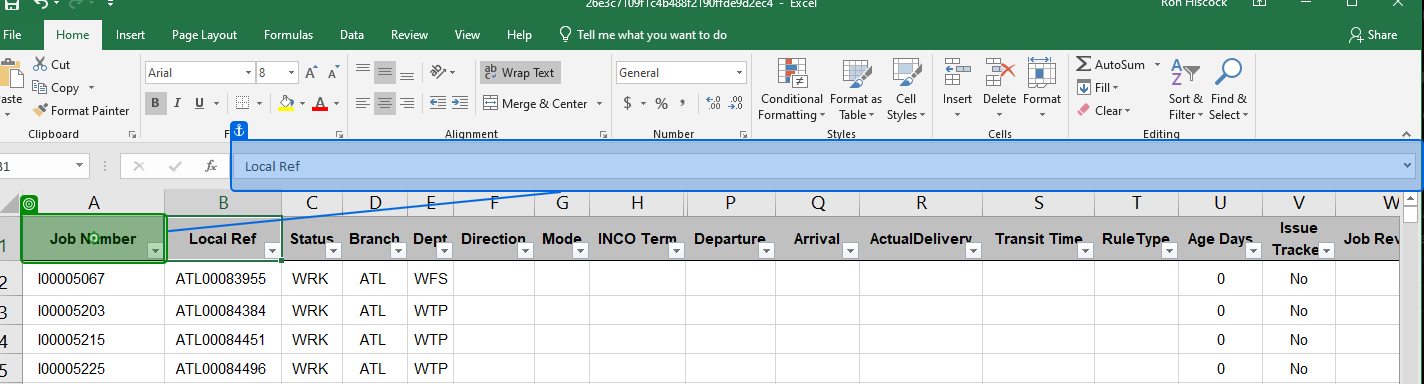 26e3c7109f1c4b488f2190ffde9d2ec4 - Excel
Ron Hiscock
File Home Insert Page Layout Formulas Data Review View Help Tell me what you want to do Share
Cut
Copy
Format Painter
Clipboard
Arial 8
B I U
Wrap Text
Merge & Center
Alignment
General
$ % ,
Number
Conditional Formatting
Format as Table
Cell Styles
Styles
Insert Delete Format
Cells
AutoSum
Fill
Clear
Sort & Filter
Find & Select
Editing
B1 fx Local Ref
A B C D E F G H P Q R S T U V W
1 Job Number Local Ref Status Branch Dept Direction Mode INCO Term Departure Arrival ActualDelivery Transit Time RuleType Age Days Issue Tracke Job Rev
2 I00005067 ATL00083955 WRK ATL WFS 0 No
3 I00005203 ATL00084384 WRK ATL WTP 0 No
4 I00005215 ATL00084451 WRK ATL WTP 0 No
5 I00005225 ATL00084496 WRK ATL WTP 0 No